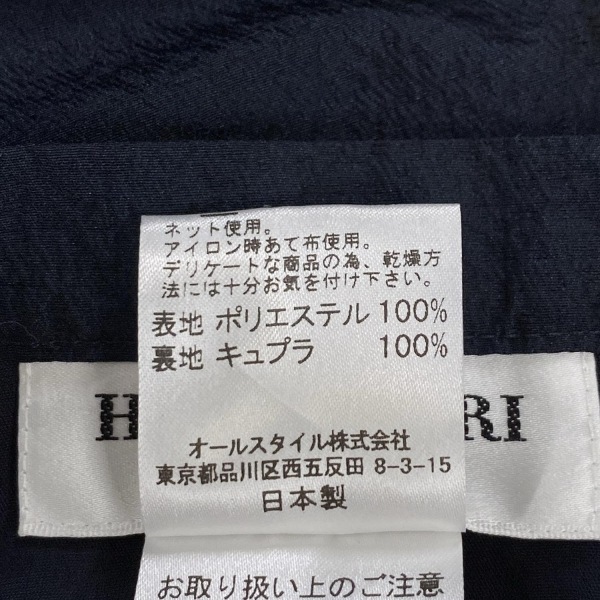 ネット使用。
アイロン時あて布使用。
デリケートな商品の為、乾燥方
法には十分お気を付け下さい。
表地 ポリエステル 100%
裏地 キュプラ 100%
オールスタイル株式会社
東京都品川区西五反田 8-3-15
日本製
お取り扱い上のご注意